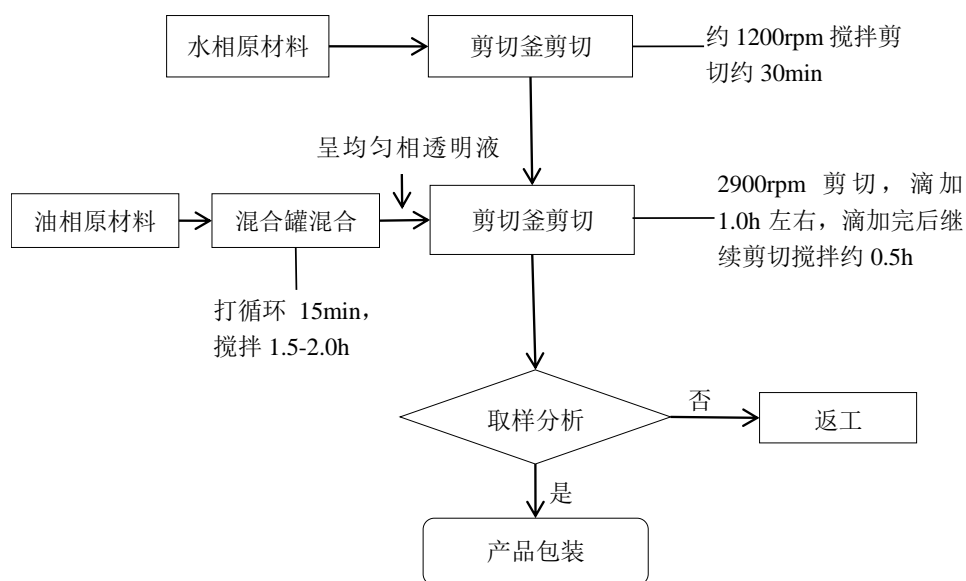 水相原材料
剪切釜剪切
约 1200rpm 搅拌剪
切约 30min
呈均匀相透明液
油相原材料
混合罐混合
剪切釜剪切
2900rpm 剪切，滴加
1.0h 左右，滴加完后继
续剪切搅拌约 0.5h
打循环 15min，
搅拌 1.5-2.0h
取样分析
否
返工
是
产品包装